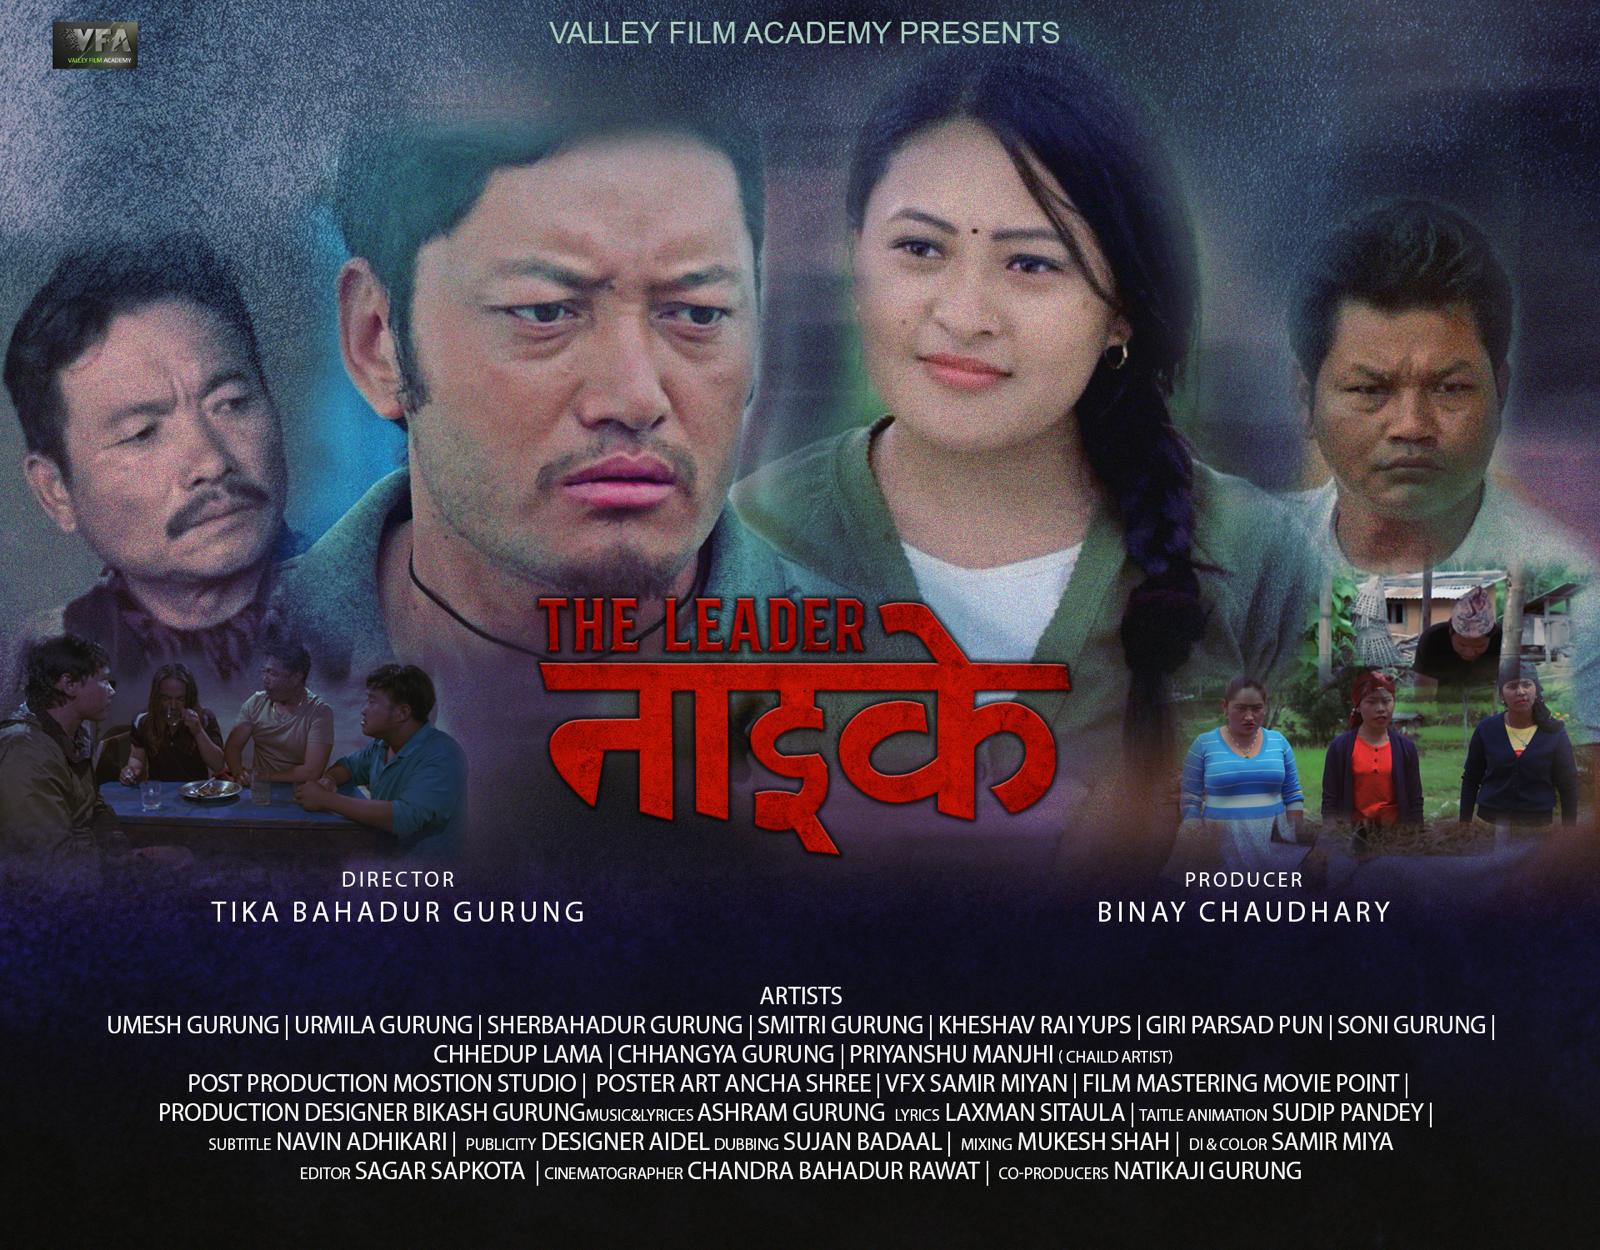 VFA
VALLEY FILM ACADEMY
VALLEY FILM ACADEMY PRESENTS
THE LEADER
नाइके
DIRECTOR
TIKA BAHADUR GURUNG
PRODUCER
BINAY CHAUDHARY
ARTISTS
UMESH GURUNG | URMILA GURUNG | SHERBAHADUR GURUNG | SMITRI GURUNG | KHESHAV RAI YUPS | GIRI PARSAD PUN | SONI GURUNG |
CHHEDUP LAMA | CHHANGYA GURUNG | PRIYANSHU MANJHI ( CHAILD ARTIST)
POST PRODUCTION MOSTION STUDIO | POSTER ART ANCHA SHREE | VFX SAMIR MIYAN | FILM MASTERING MOVIE POINT |
PRODUCTION DESIGNER BIKASH GURUNG MUSIC&LYRICES ASHRAM GURUNG LYRICS LAXMAN SITAULA | TAITLE ANIMATION SUDIP PANDEY |
SUBTITLE NAVIN ADHIKARI | PUBLICITY DESIGNER AIDEL DUBBING SUJAN BADAAL | MIXING MUKESH SHAH | DI & COLOR SAMIR MIYA
EDITOR SAGAR SAPKOTA | CINEMATOGRAPHER CHANDRA BAHADUR RAWAT | CO-PRODUCERS NATIKAJI GURUNG